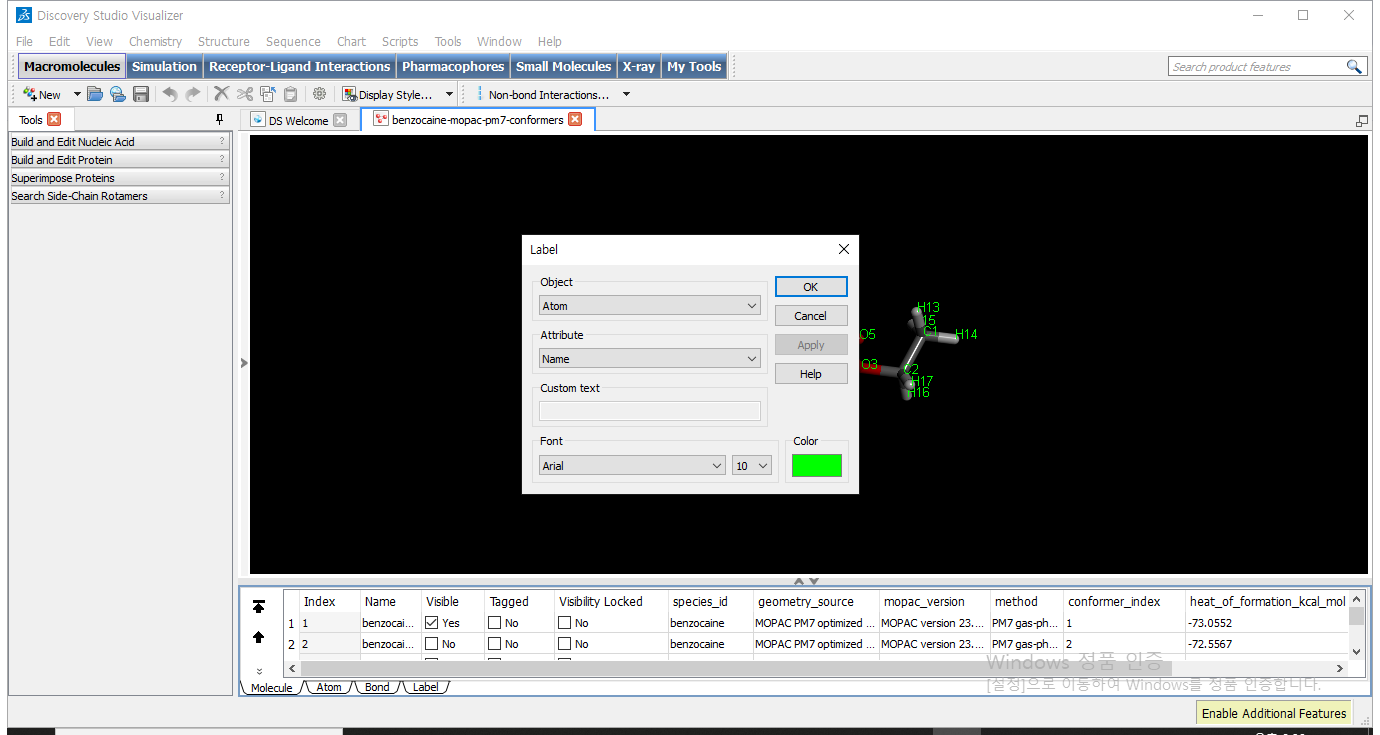 Discovery Studio Visualizer
File Edit View Chemistry Structure Sequence Chart Scripts Tools Window Help
Macromolecules Simulation Receptor-Ligand Interactions Pharmacophores Small Molecules X-ray My Tools
Search product features
New Display Style... Non-bond Interactions...
Tools
DS Welcome benzocaine-mopac-pm7-conformers
Build and Edit Nucleic Acid ?
Build and Edit Protein ?
Superimpose Proteins ?
Search Side-Chain Rotamers ?
Label
Object
Atom
OK
Cancel
Attribute
Name
Apply
Help
Custom text
Font
Arial
10
Color
H13
15
C1
H14
O5
O3
C2
H17
H16
Index Name Visible Tagged Visibility Locked species_id geometry_source mopac_version method conformer_index heat_of_formation_kcal_mol
1 1 benzocai... Yes No No benzocaine MOPAC PM7 optimized ... MOPAC version 23.... PM7 gas-ph... 1 -73.0552
2 2 benzocai... No No No benzocaine MOPAC PM7 optimized ... MOPAC version 23.... PM7 gas-ph... 2 -72.5567
Windows 정품 인증
[설정]으로 이동하여 Windows를 정품 인증합니다.
Molecule Atom Bond Label
Enable Additional Features